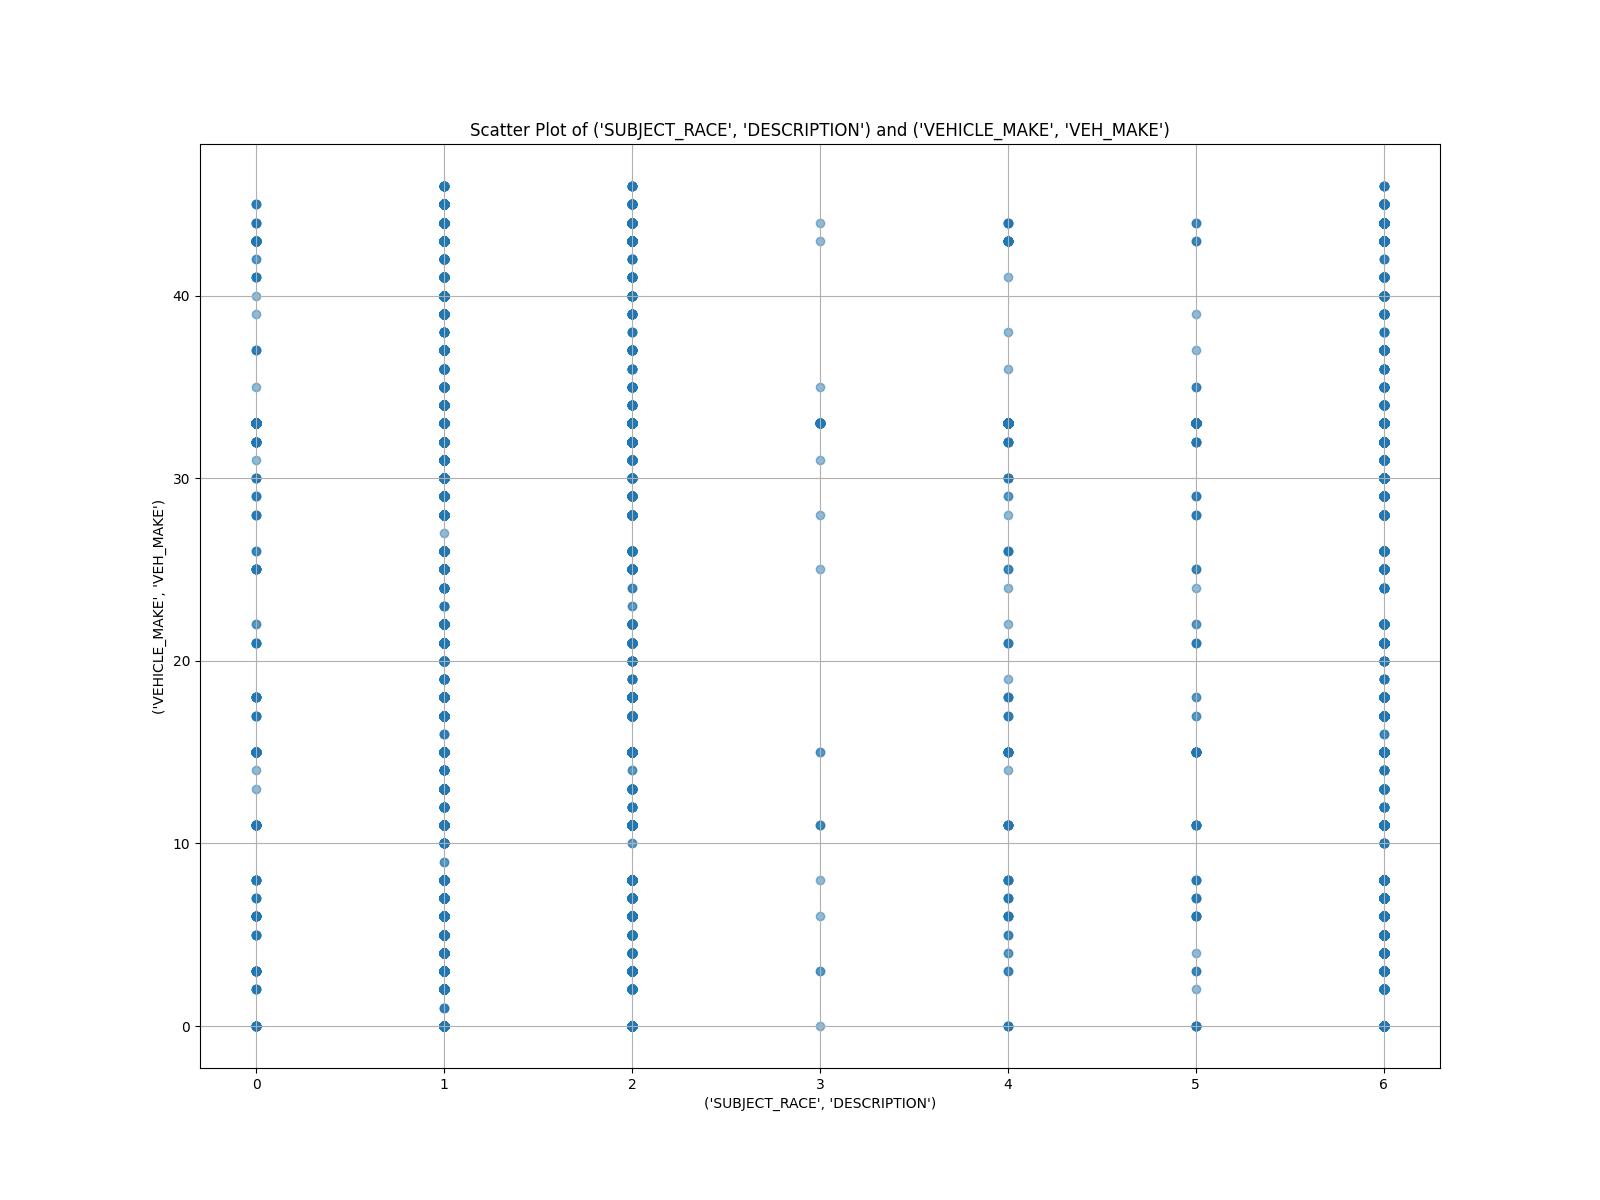 Scatter Plot of ('SUBJECT_RACE', 'DESCRIPTION') and ('VEHICLE_MAKE', 'VEH_MAKE')
('VEHICLE_MAKE', 'VEH_MAKE')
40
30
20
10
0
0 1 2 3 4 5 6
('SUBJECT_RACE', 'DESCRIPTION')